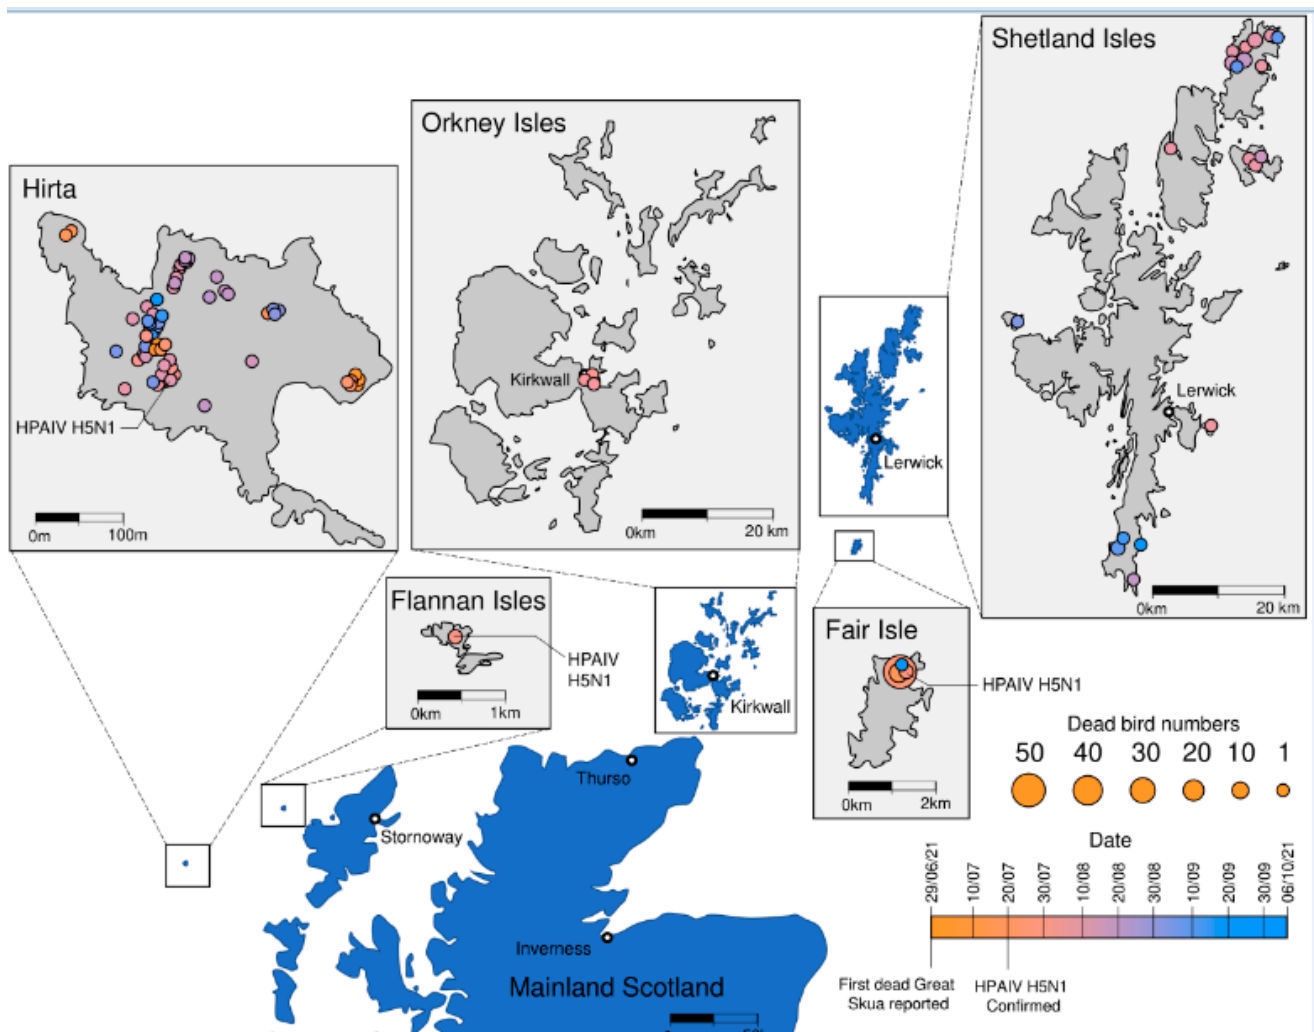 Shetland Isles
Orkney Isles
Hirta
Kirkwall
Lerwick
HPAIV H5N1
Lerwick
0m 100m
0km 20 km
0km 20 km
Flannan Isles
Fair Isle
HPAIV
H5N1
HPAIV H5N1
0km 1km
Kirkwall
Dead bird numbers
50 40 30 20 10 1
Thurso
0km 2km
Stornoway
Date
29/06/21 10/07 20/07 30/07 10/08 20/08 30/08 10/09 20/09 30/09 06/10/21
Inverness
Mainland Scotland
First dead Great
Skua reported
HPAIV H5N1
Confirmed